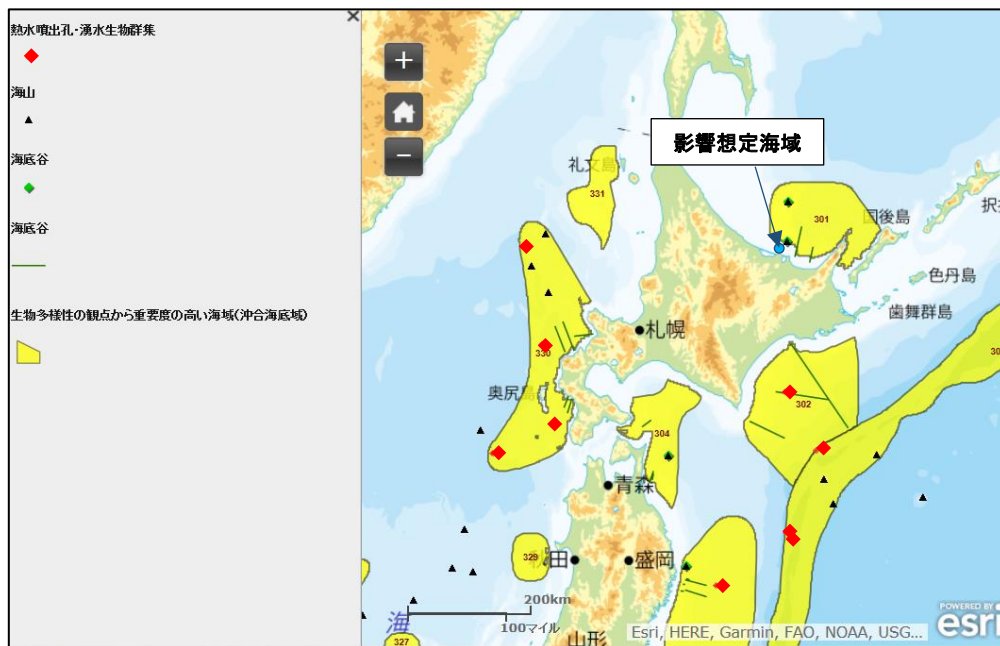 ×
熱水噴出孔・湧水生物群集
海山
海底谷
海底谷
生物多様性の観点から重要度の高い海域(沖合海底域)
+
−
影響想定海域
礼文島
331
301
国後島
択
色丹島
歯舞群島
札幌
330
奥尻島
302
30
304
青森
329
秋田
盛岡
200km
100マイル
海
山形
327
Esri, HERE, Garmin, FAO, NOAA, USG...
POWERED BY
esri